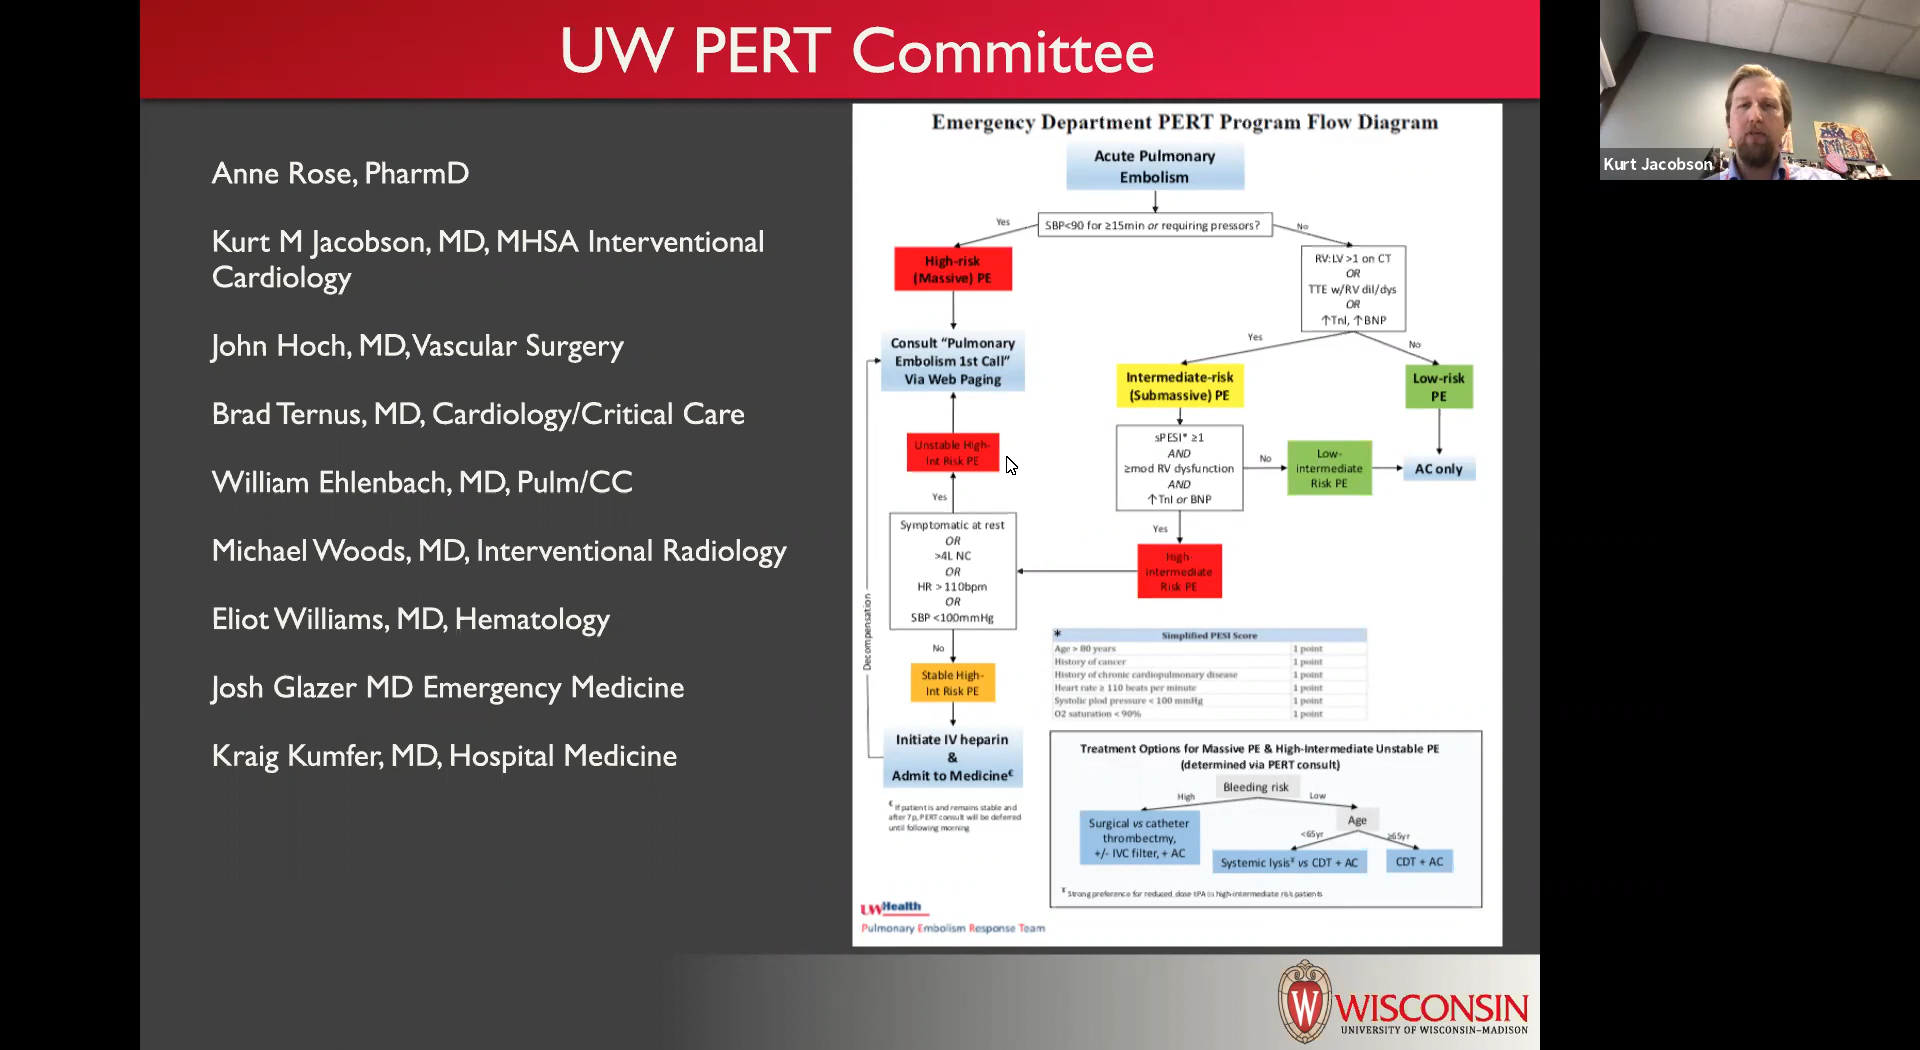 UW PERT Committee
Anne Rose, PharmD
Kurt M Jacobson, MD, MHSA Interventional
Cardiology
John Hoch, MD, Vascular Surgery
Brad Ternus, MD, Cardiology/Critical Care
William Ehlenbach, MD, Pulm/CC
Michael Woods, MD, Interventional Radiology
Eliot Williams, MD, Hematology
Josh Glazer MD Emergency Medicine
Kraig Kumfer, MD, Hospital Medicine
Emergency Department PERT Program Flow Diagram
Acute Pulmonary
Embolism
SBP<90 for ≥15min or requiring pressors?
Yes
No
High-risk
(Massive) PE
RV:LV >1 on CT
OR
TTE w/RV dil/dys
OR
↑TnI, ↑BNP
Yes
No
Consult “Pulmonary
Embolism 1st Call”
Via Web Paging
Intermediate-risk
(Submassive) PE
Low-risk
PE
sPESI* ≥1
AND
≥mod RV dysfunction
AND
↑TnI or BNP
No
Low-
intermediate
Risk PE
AC only
Unstable High-
Int Risk PE
Yes
Yes
High-
intermediate
Risk PE
Symptomatic at rest
OR
>4L NC
OR
HR > 110bpm
OR
SBP <100mmHg
Decompensation
No
Stable High-
Int Risk PE
Initiate IV heparin
&
Admit to Medicine€
€ If patient is and remains stable and
after 7p, PERT consult will be deferred
until following morning
* Simplified PESI Score
Age > 80 years 1 point
History of cancer 1 point
History of chronic cardiopulmonary disease 1 point
Heart rate ≥ 110 beats per minute 1 point
Systolic plod pressure < 100 mmHg 1 point
O2 saturation < 90% 1 point
Treatment Options for Massive PE & High-Intermediate Unstable PE
(determined via PERT consult)
Bleeding risk
High
Low
Surgical vs catheter
thrombectmy,
+/- IVC filter, + AC
Age
<65yr
≥65yr
Systemic lysis¥ vs CDT + AC
CDT + AC
¥ Strong preference for reduced dose tPA in high-intermediate risk patients
UWHealth
Pulmonary Embolism Response Team
W
WISCONSIN
UNIVERSITY OF WISCONSIN–MADISON
Kurt Jacobson